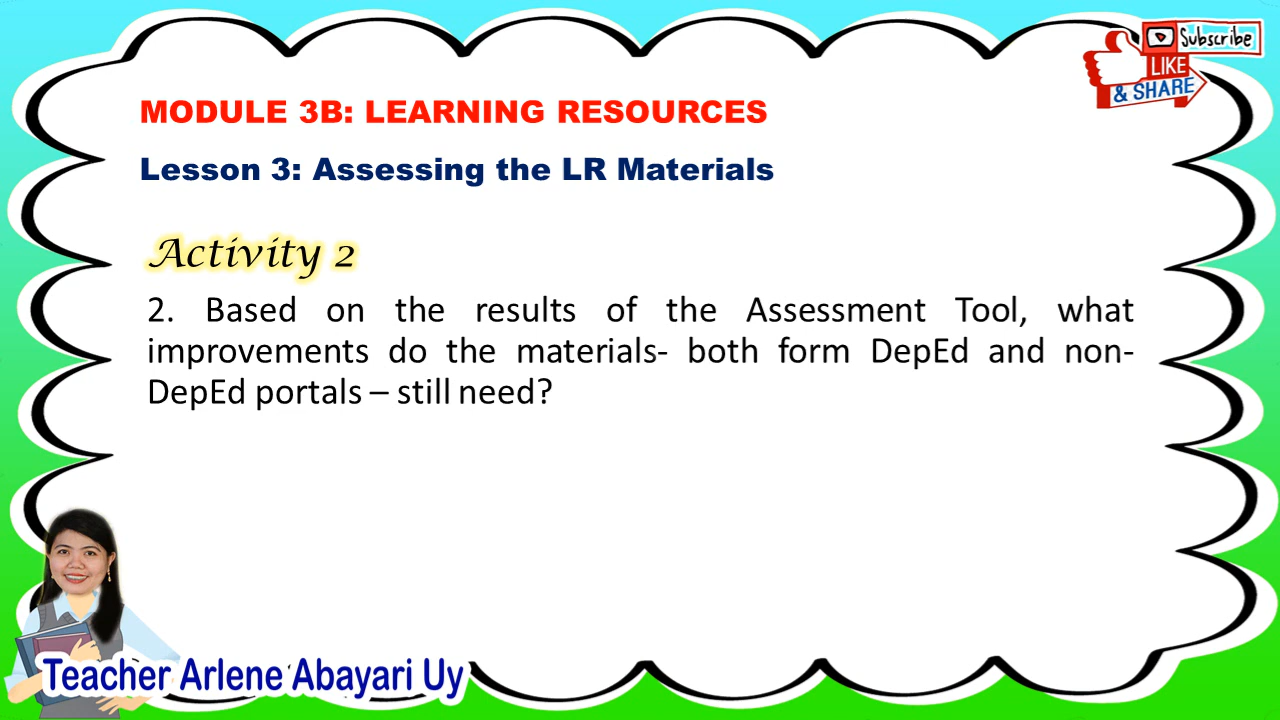 Subscribe
LIKE
& SHARE
MODULE 3B: LEARNING RESOURCES
Lesson 3: Assessing the LR Materials
Activity 2
2. Based on the results of the Assessment Tool, what
improvements do the materials- both form DepEd and non-
DepEd portals – still need?
Teacher Arlene Abayari Uy